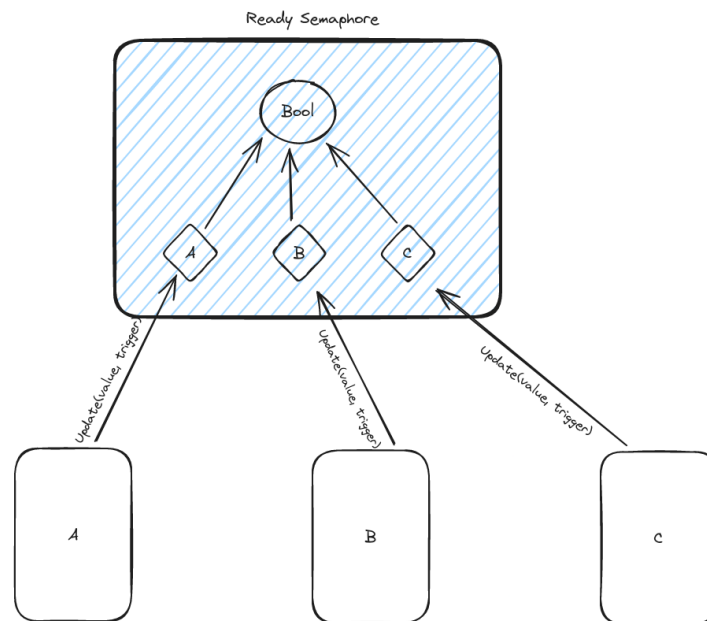 Ready Semaphore
Bool
A
B
C
Update(value, trigger)
Update(value, trigger)
Update(value, trigger)
A
B
C